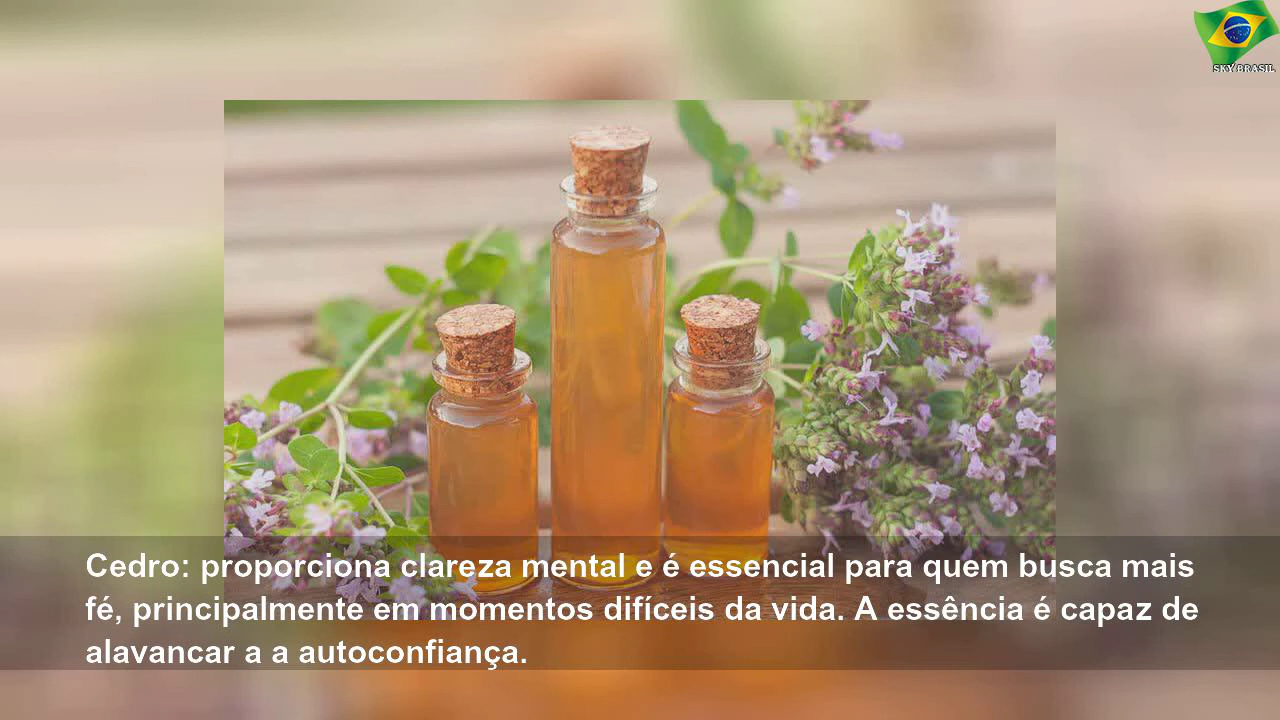 SKY BRASIL
Cedro: proporciona clareza mental e é essencial para quem busca mais
fé, principalmente em momentos difíceis da vida. A essência é capaz de
alavancar a a autoconfiança.